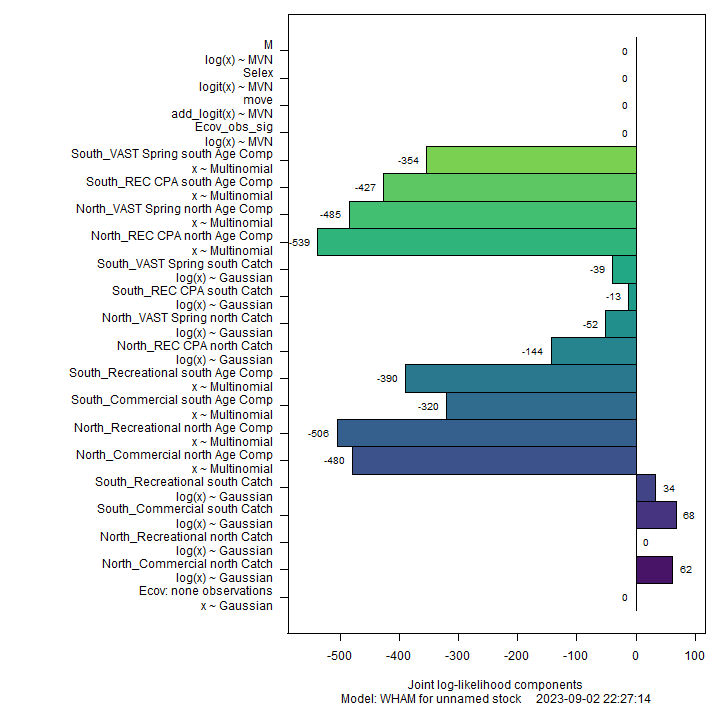 M
log(x) ~ MVN
0
Selex
logit(x) ~ MVN
0
move
add_logit(x) ~ MVN
0
Ecov_obs_sig
log(x) ~ MVN
0
South_VAST Spring south Age Comp
x ~ Multinomial
-354
South_REC CPA south Age Comp
x ~ Multinomial
-427
North_VAST Spring north Age Comp
x ~ Multinomial
-485
North_REC CPA north Age Comp
x ~ Multinomial
-539
South_VAST Spring south Catch
log(x) ~ Gaussian
-39
South_REC CPA south Catch
log(x) ~ Gaussian
-13
North_VAST Spring north Catch
log(x) ~ Gaussian
-52
North_REC CPA north Catch
log(x) ~ Gaussian
-144
South_Recreational south Age Comp
x ~ Multinomial
-390
South_Commercial south Age Comp
x ~ Multinomial
-320
North_Recreational north Age Comp
x ~ Multinomial
-506
North_Commercial north Age Comp
x ~ Multinomial
-480
South_Recreational south Catch
log(x) ~ Gaussian
34
South_Commercial south Catch
log(x) ~ Gaussian
68
North_Recreational north Catch
log(x) ~ Gaussian
0
North_Commercial north Catch
log(x) ~ Gaussian
62
Ecov: none observations
x ~ Gaussian
0
-500 -400 -300 -200 -100 0 100
Joint log-likelihood components
Model: WHAM for unnamed stock 2023-09-02 22:27:14